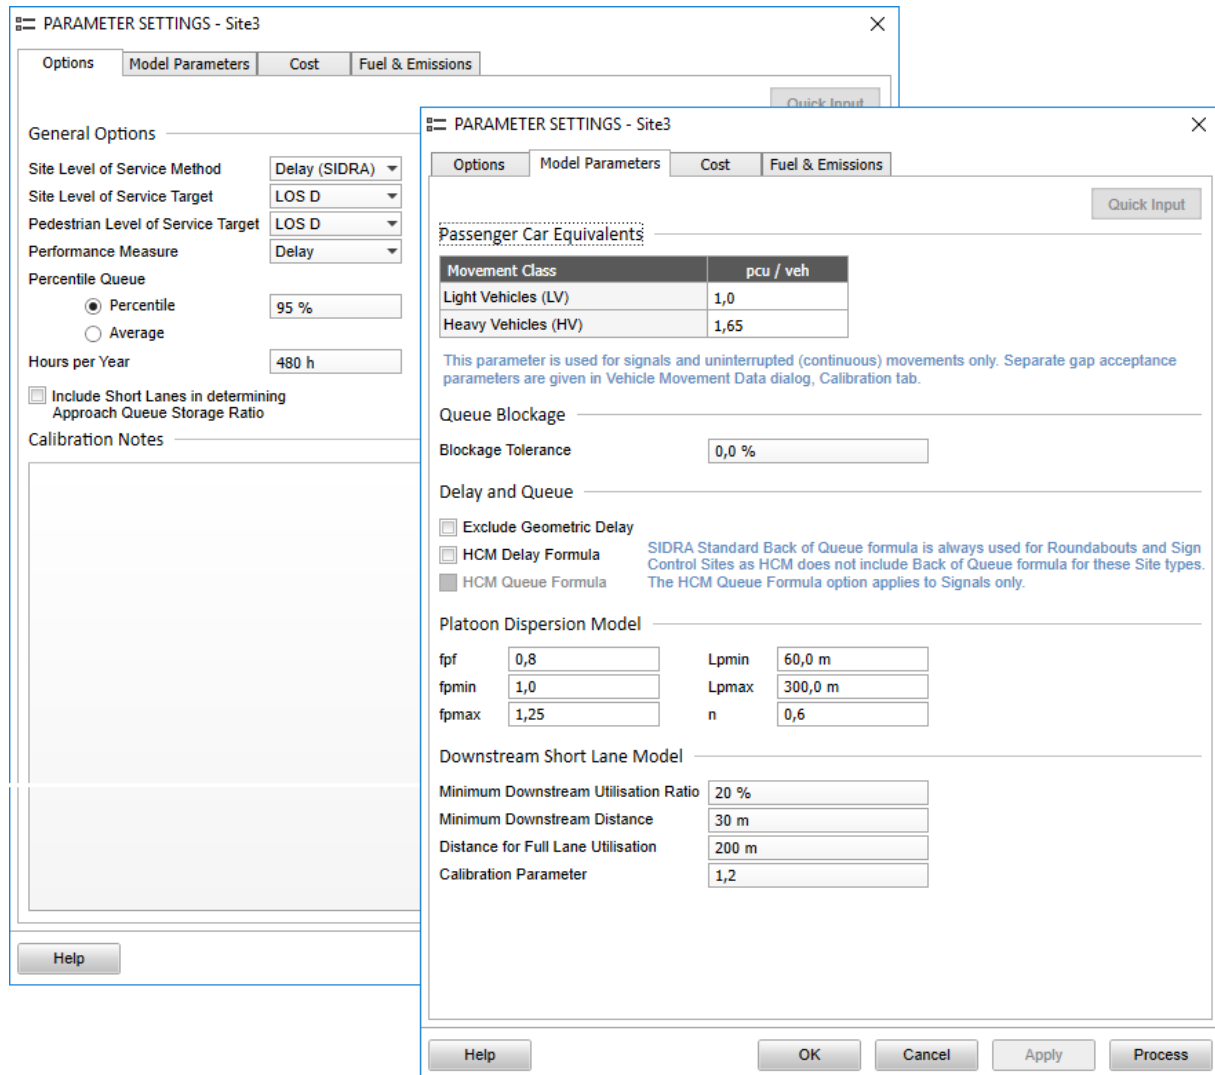 PARAMETER SETTINGS - Site3
Options Model Parameters Cost Fuel & Emissions
Quick Input
General Options
Site Level of Service Method Delay (SIDRA)
Site Level of Service Target LOS D
Pedestrian Level of Service Target LOS D
Performance Measure Delay
Percentile Queue
Percentile 95 %
Average
Hours per Year 480 h
Include Short Lanes in determining
Approach Queue Storage Ratio
Calibration Notes
Help
PARAMETER SETTINGS - Site3
Options Model Parameters Cost Fuel & Emissions
Quick Input
Passenger Car Equivalents
Movement Class pcu / veh
Light Vehicles (LV) 1,0
Heavy Vehicles (HV) 1,65
This parameter is used for signals and uninterrupted (continuous) movements only. Separate gap acceptance
parameters are given in Vehicle Movement Data dialog, Calibration tab.
Queue Blockage
Blockage Tolerance 0,0 %
Delay and Queue
Exclude Geometric Delay
HCM Delay Formula
HCM Queue Formula
SIDRA Standard Back of Queue formula is always used for Roundabouts and Sign
Control Sites as HCM does not include Back of Queue formula for these Site types.
The HCM Queue Formula option applies to Signals only.
Platoon Dispersion Model
fpf 0,8 Lpmin 60,0 m
fpmin 1,0 Lpmax 300,0 m
fpmax 1,25 n 0,6
Downstream Short Lane Model
Minimum Downstream Utilisation Ratio 20 %
Minimum Downstream Distance 30 m
Distance for Full Lane Utilisation 200 m
Calibration Parameter 1,2
Help OK Cancel Apply Process